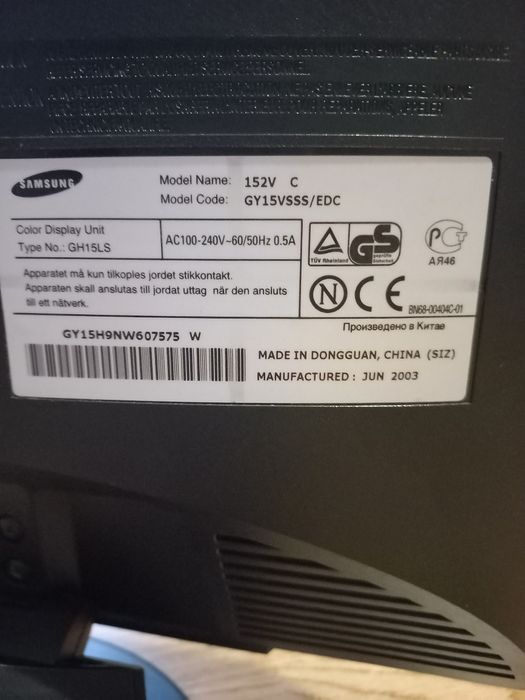 SAMSUNG
Model Name: 152V C
Model Code: GY15VSSS/EDC
Color Display Unit
Type No.: GH15LS
AC100-240V~60/50Hz 0.5A
TÜV Rheinland
GS
geprüfte
Sicherheit
PCT
АЯ46
Apparatet må kun tilkoples jordet stikkontakt.
Apparaten skall anslutas till jordat uttag när den ansluts
till ett nätverk.
N CE BN68-00404C-01
Произведено в Китае
GY15H9NW607575 W
MADE IN DONGGUAN, CHINA (SIZ)
MANUFACTURED : JUN 2003